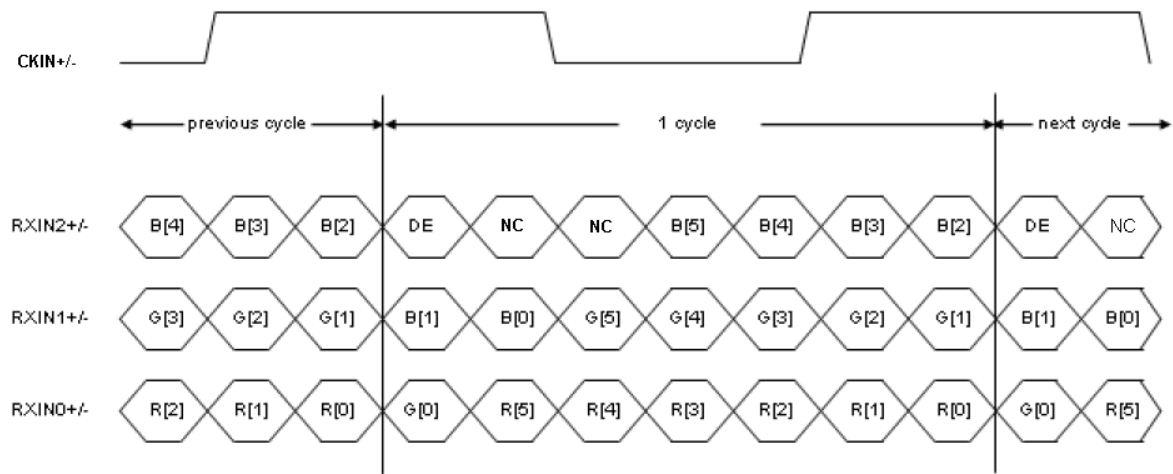 CKIN+/-
previous cycle 1 cycle next cycle
RXIN2+/- B[4] B[3] B[2] DE NC NC B[5] B[4] B[3] B[2] DE NC
RXIN1+/- G[3] G[2] G[1] B[1] B[0] G[5] G[4] G[3] G[2] G[1] B[1] B[0]
RXIN0+/- R[2] R[1] R[0] G[0] R[5] R[4] R[3] R[2] R[1] R[0] G[0] R[5]